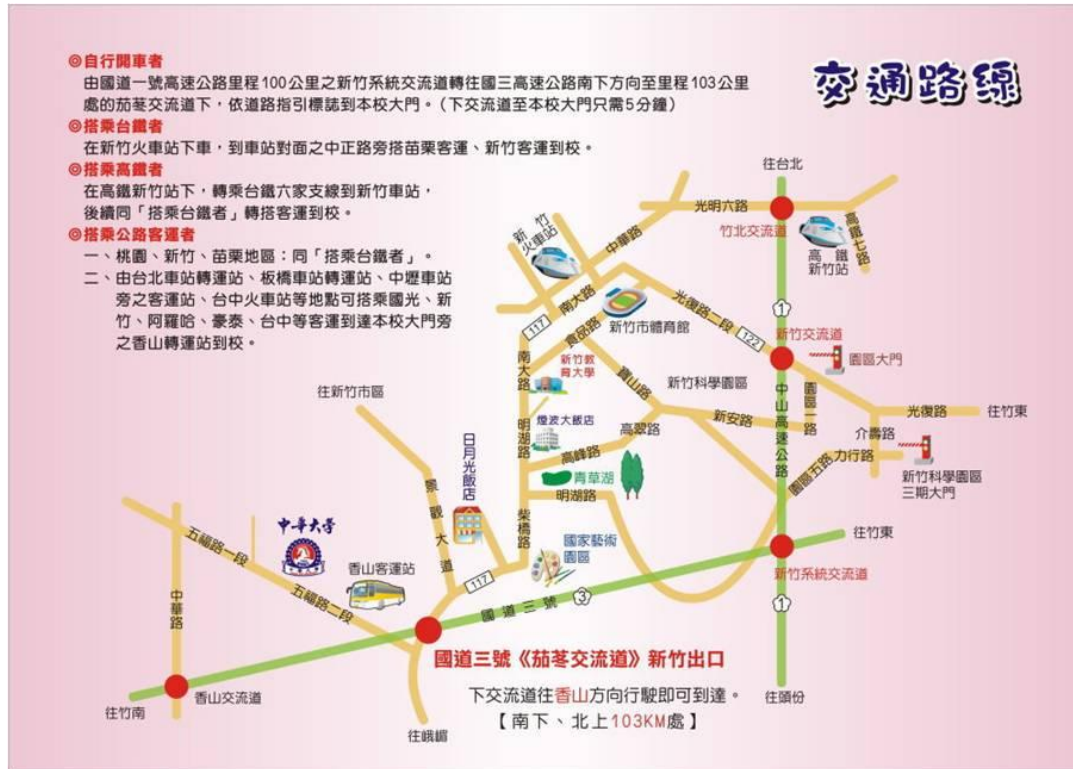 交通路線
◎自行開車者
由國道一號高速公路里程100公里之新竹系統交流道轉往國三高速公路南下方向至里程103公里
處的茄苳交流道下，依道路指引標誌到本校大門。（下交流道至本校大門只需5分鐘）
◎搭乘台鐵者
在新竹火車站下車，到車站對面之中正路旁搭苗栗客運、新竹客運到校。
◎搭乘高鐵者
在高鐵新竹站下，轉乘台鐵六家支線到新竹車站，
後續同「搭乘台鐵者」轉搭客運到校。
◎搭乘公路客運者
一、桃園、新竹、苗栗地區：同「搭乘台鐵者」。
二、由台北車站轉運站、板橋車站轉運站、中壢車站
旁之客運站、台中火車站等地點可搭乘國光、新
竹、阿羅哈、豪泰、台中等客運到達本校大門旁
之香山轉運站到校。
往台北
光明六路
竹北交流道
高鐵七路
高鐵
新竹站
新竹
火車站
中華路
南大路
117
食品路
新竹市體育館
光復路二段
122
1
新竹交流道
園區大門
南大路
新竹教
育大學
寶山路
新竹科學園區
中山高速公路
園區一路
光復路
往竹東
往新竹市區
煙波大飯店
明湖路
高翠路
新安路
介壽路
高峰路
力行路
園區五路
新竹科學園區
三期大門
日月光飯店
青草湖
明湖路
景觀大道
柴橋路
往竹東
中華大學
五福路一段
國家藝術
園區
香山客運站
117
新竹系統交流道
五福路二段
中華路
國道三號
3
1
國道三號《茄苳交流道》新竹出口
香山交流道
下交流道往香山方向行駛即可到達。
往竹南
往頭份
【南下、北上103KM處】
往峨嵋